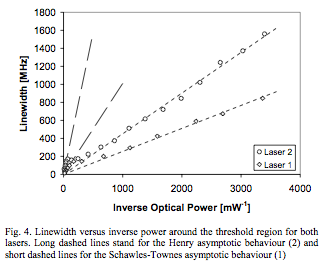 1800
1600
1400
1200
1000
800
600
400
200
0
Linewidth [MHz]
0 1000 2000 3000 4000
Inverse Optical Power [mW⁻¹]
Laser 2
Laser 1
Fig. 4. Linewidth versus inverse power around the threshold region for both
lasers. Long dashed lines stand for the Henry asymptotic behaviour (2) and
short dashed lines for the Schawles-Townes asymptotic behaviour (1)